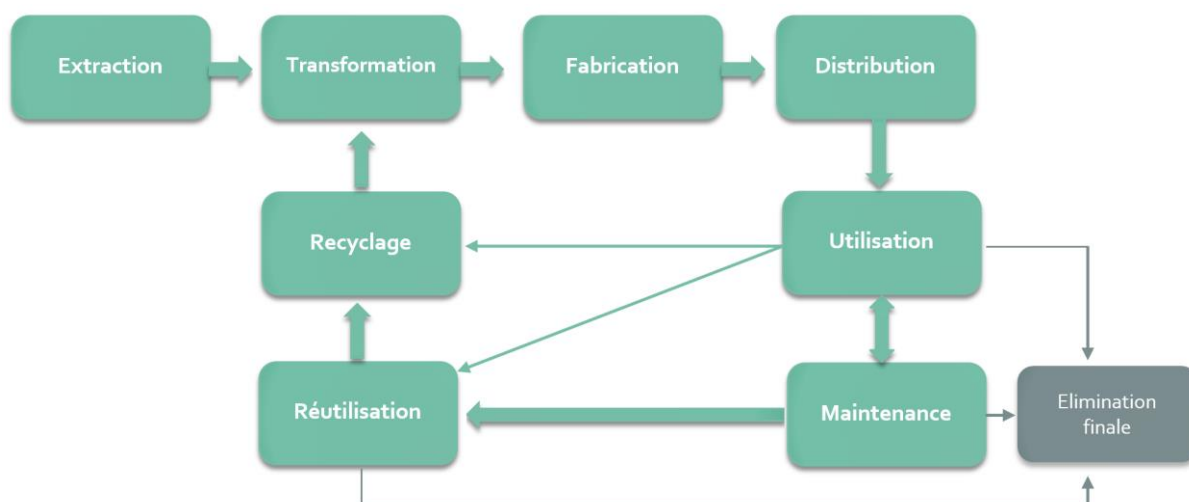 Extraction
Transformation
Fabrication
Distribution
Recyclage
Utilisation
Réutilisation
Maintenance
Elimination
finale